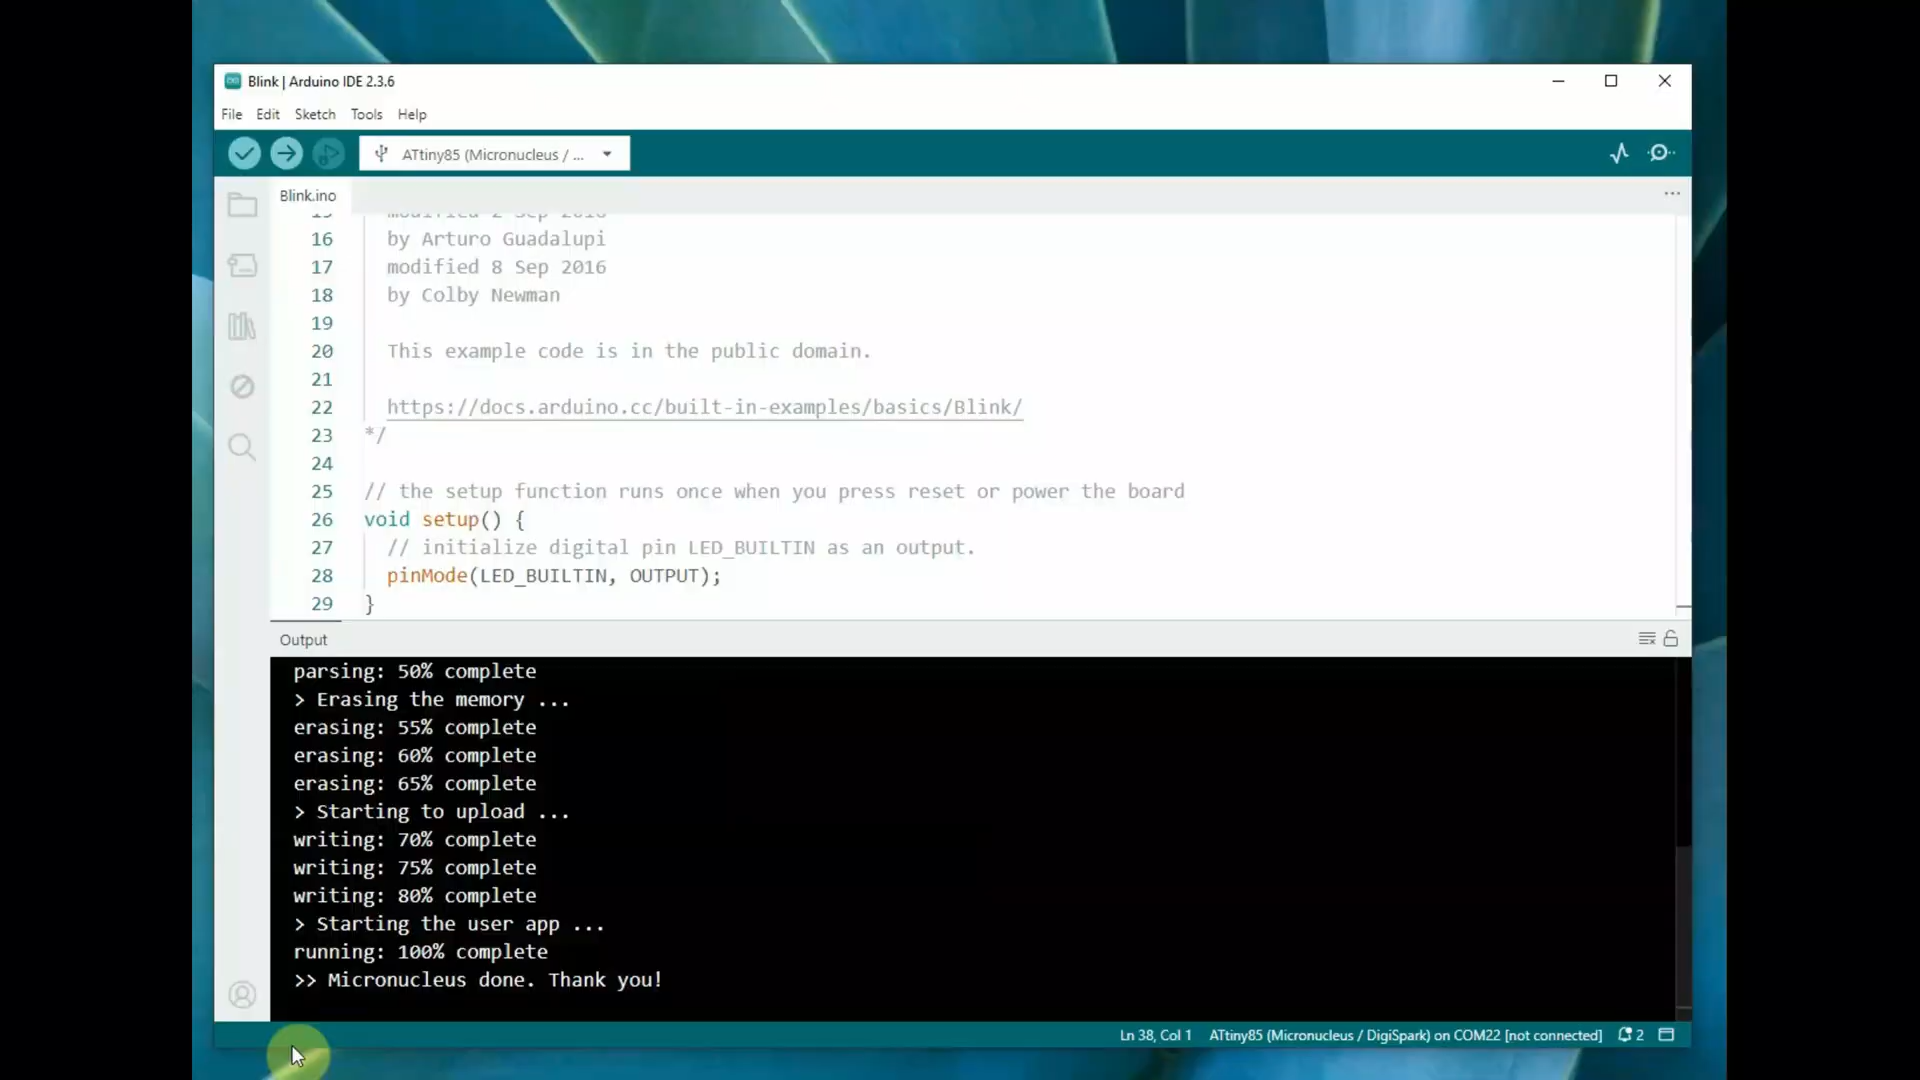 Blink | Arduino IDE 2.3.6
File Edit Sketch Tools Help
ATtiny85 (Micronucleus / ...
Blink.ino
15 modified 2 Sep 2016
16 by Arturo Guadalupi
17 modified 8 Sep 2016
18 by Colby Newman
19
20 This example code is in the public domain.
21
22 https://docs.arduino.cc/built-in-examples/basics/Blink/
23 */
24
25 // the setup function runs once when you press reset or power the board
26 void setup() {
27 // initialize digital pin LED_BUILTIN as an output.
28 pinMode(LED_BUILTIN, OUTPUT);
29 }
Output
parsing: 50% complete
> Erasing the memory ...
erasing: 55% complete
erasing: 60% complete
erasing: 65% complete
> Starting to upload ...
writing: 70% complete
writing: 75% complete
writing: 80% complete
> Starting the user app ...
running: 100% complete
>> Micronucleus done. Thank you!
Ln 38, Col 1 ATtiny85 (Micronucleus / DigiSpark) on COM22 [not connected] 2